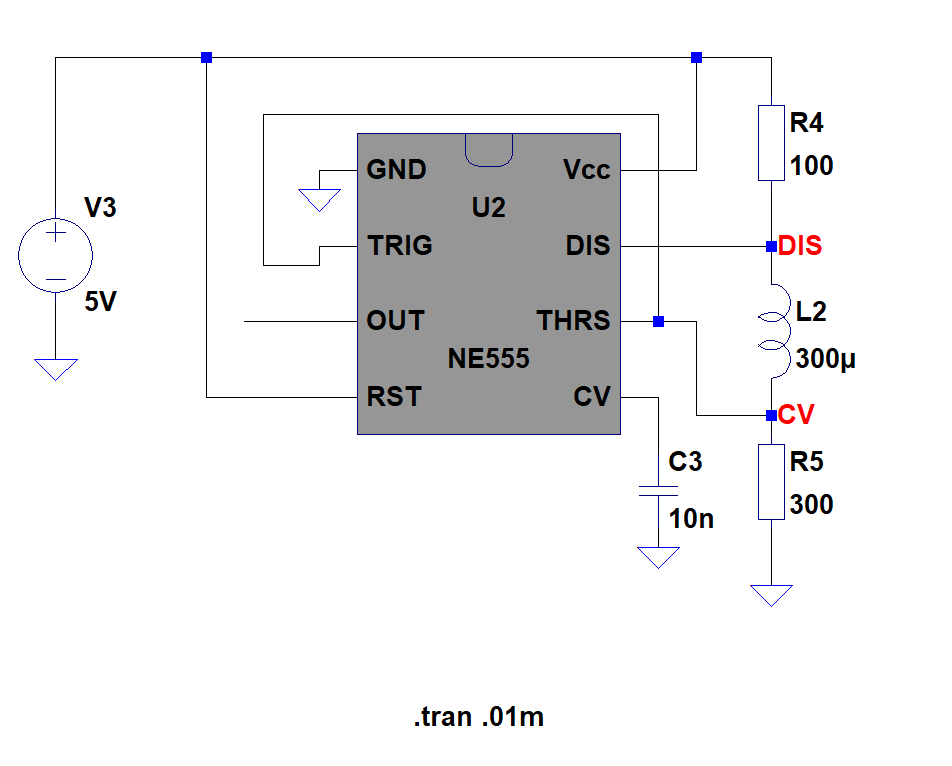 R4
100
GND
Vcc
V3
U2
TRIG
DIS
DIS
5V
L2
OUT
THRS
300µ
NE555
RST
CV
CV
C3
R5
10n
300
.tran .01m